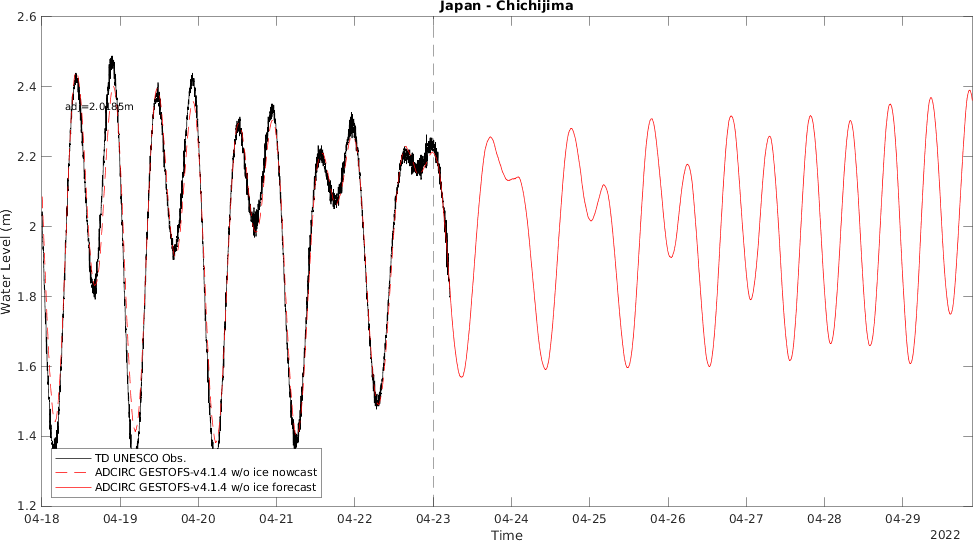 Japan - Chichijima
2.6
2.4
2.2
2
1.8
1.6
1.4
1.2
Water Level (m)
adj=2.0185m
TD UNESCO Obs.
ADCIRC GESTOFS-v4.1.4 w/o ice nowcast
ADCIRC GESTOFS-v4.1.4 w/o ice forecast
04-18 04-19 04-20 04-21 04-22 04-23 04-24 04-25 04-26 04-27 04-28 04-29
Time
2022